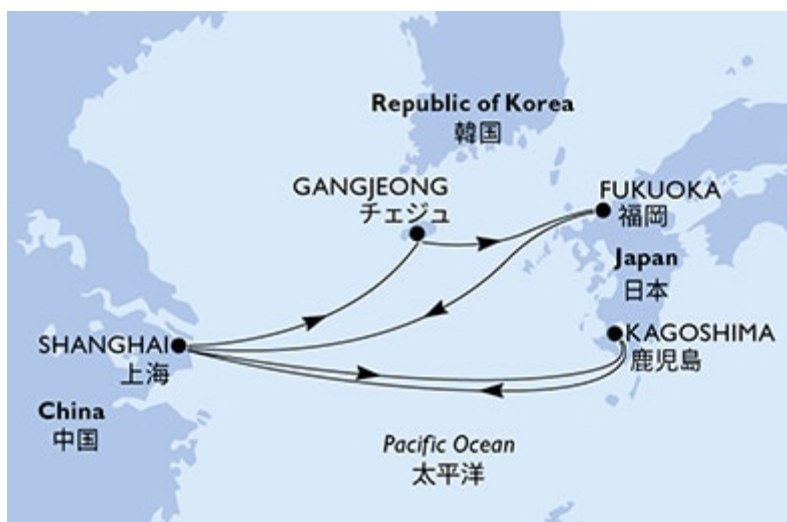 Republic of Korea
韓国
GANGJEONG
チェジュ
FUKUOKA
福岡
Japan
日本
SHANGHAI
上海
KAGOSHIMA
鹿児島
China
中国
Pacific Ocean
太平洋